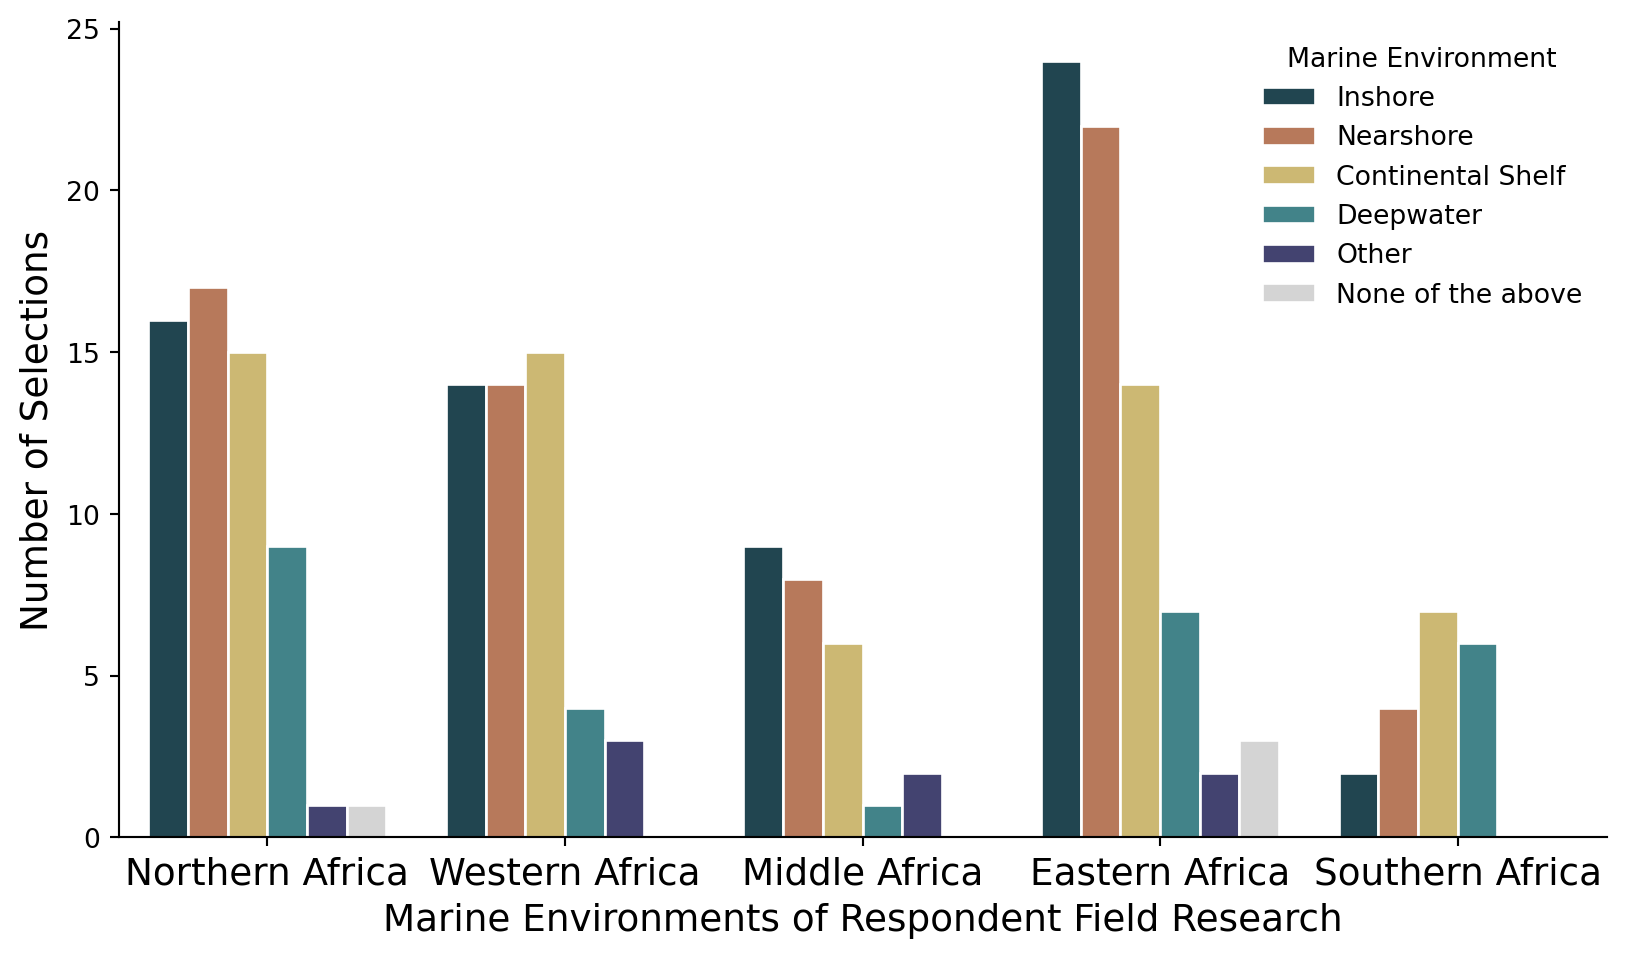 25
20
15
10
5
0
Number of Selections
Marine Environment
Inshore
Nearshore
Continental Shelf
Deepwater
Other
None of the above
Northern Africa Western Africa Middle Africa Eastern Africa Southern Africa
Marine Environments of Respondent Field Research